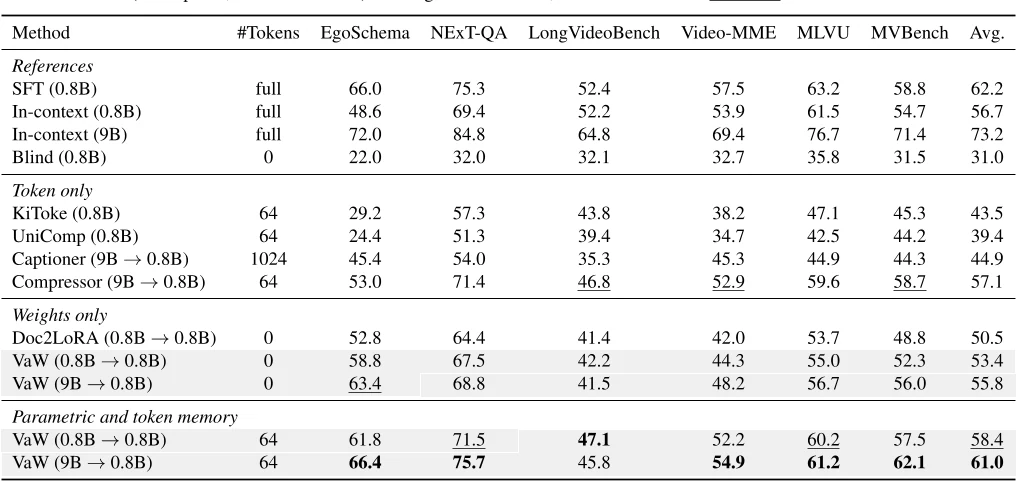 Method #Tokens EgoSchema NExT-QA LongVideoBench Video-MME MLVU MVBench Avg.
References
SFT (0.8B) full 66.0 75.3 52.4 57.5 63.2 58.8 62.2
In-context (0.8B) full 48.6 69.4 52.2 53.9 61.5 54.7 56.7
In-context (9B) full 72.0 84.8 64.8 69.4 76.7 71.4 73.2
Blind (0.8B) 0 22.0 32.0 32.1 32.7 35.8 31.5 31.0
Token only
KiToke (0.8B) 64 29.2 57.3 43.8 38.2 47.1 45.3 43.5
UniComp (0.8B) 64 24.4 51.3 39.4 34.7 42.5 44.2 39.4
Captioner (9B → 0.8B) 1024 45.4 54.0 35.3 45.3 44.9 44.3 44.9
Compressor (9B → 0.8B) 64 53.0 71.4 46.8 52.9 59.6 58.7 57.1
Weights only
Doc2LoRA (0.8B → 0.8B) 0 52.8 64.4 41.4 42.0 53.7 48.8 50.5
VaW (0.8B → 0.8B) 0 58.8 67.5 42.2 44.3 55.0 52.3 53.4
VaW (9B → 0.8B) 0 63.4 68.8 41.5 48.2 56.7 56.0 55.8
Parametric and token memory
VaW (0.8B → 0.8B) 64 61.8 71.5 47.1 52.2 60.2 57.5 58.4
VaW (9B → 0.8B) 64 66.4 75.7 45.8 54.9 61.2 62.1 61.0